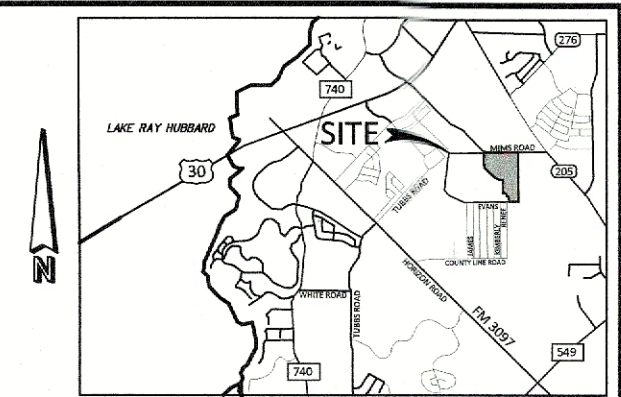 276
740
LAKE RAY HUBBARD
SITE
MIMS ROAD
30
205
TUBBS ROAD
EVANS
JAMES
KIMBERLY
RENEE
COUNTY LINE ROAD
HORIZON ROAD
N
WHITE ROAD
TUBBS ROAD
FM 3097
549
740